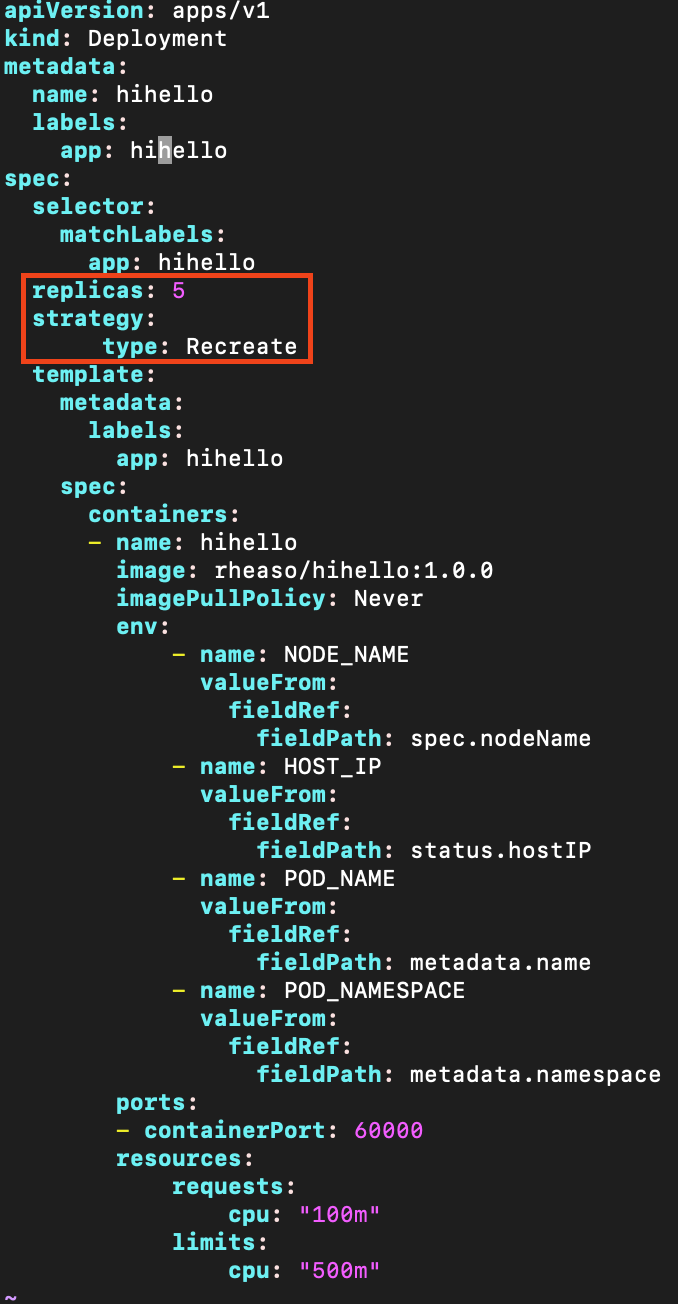 apiVersion: apps/v1
kind: Deployment
metadata:
  name: hihello
  labels:
    app: hihello
spec:
  selector:
    matchLabels:
      app: hihello
  replicas: 5
  strategy:
       type: Recreate
  template:
    metadata:
      labels:
        app: hihello
    spec:
      containers:
      - name: hihello
        image: rheaso/hihello:1.0.0
        imagePullPolicy: Never
        env:
            - name: NODE_NAME
              valueFrom:
                fieldRef:
                  fieldPath: spec.nodeName
            - name: HOST_IP
              valueFrom:
                fieldRef:
                  fieldPath: status.hostIP
            - name: POD_NAME
              valueFrom:
                fieldRef:
                  fieldPath: metadata.name
            - name: POD_NAMESPACE
              valueFrom:
                fieldRef:
                  fieldPath: metadata.namespace
        ports:
        - containerPort: 60000
        resources:
            requests:
                cpu: "100m"
            limits:
                cpu: "500m"
~